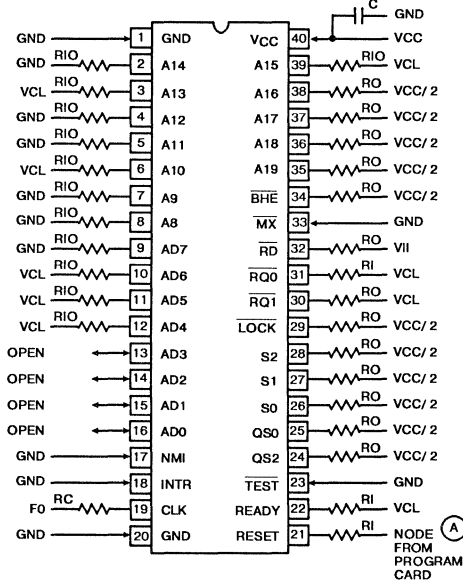 C GND
GND 1 GND VCC 40 VCC
GND RIO 2 A14 A15 39 RIO VCL
VCL RIO 3 A13 A16 38 RO VCC/2
GND RIO 4 A12 A17 37 RO VCC/2
GND RIO 5 A11 A18 36 RO VCC/2
VCL RIO 6 A10 A19 35 RO VCC/2
GND RIO 7 A9 BHE 34 RO VCC/2
GND RIO 8 A8 MX 33 GND
GND RIO 9 AD7 RD 32 RO VII
VCL RIO 10 AD6 RQ0 31 RI VCL
VCL RIO 11 AD5 RQ1 30 RO VCL
VCL RIO 12 AD4 LOCK 29 RO VCC/2
OPEN 13 AD3 S2 28 RO VCC/2
OPEN 14 AD2 S1 27 RO VCC/2
OPEN 15 AD1 S0 26 RO VCC/2
OPEN 16 AD0 QS0 25 RO VCC/2
GND 17 NMI QS2 24 RO VCC/2
GND 18 INTR TEST 23 GND
F0 RC 19 CLK READY 22 RI VCL
GND 20 GND RESET 21 RI NODE A
FROM
PROGRAM
CARD